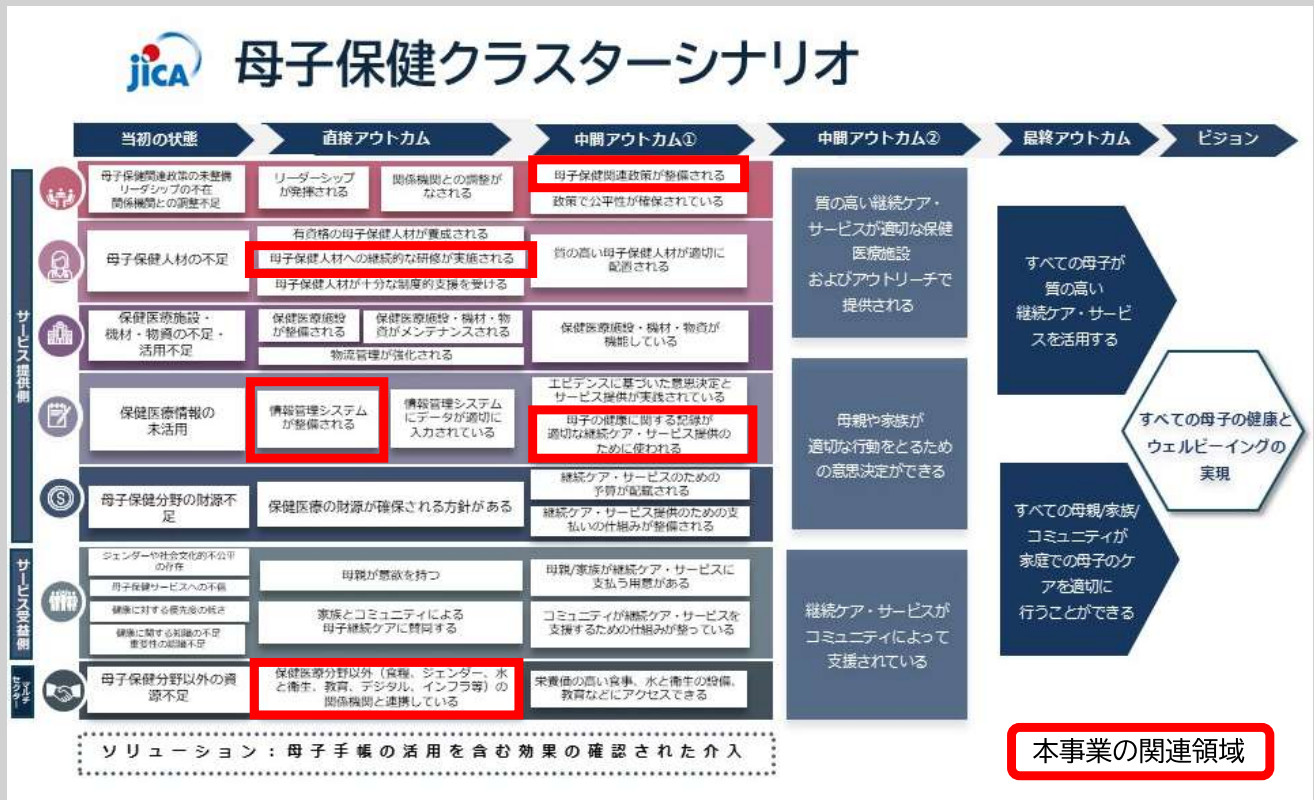 jica 母子保健クラスターシナリオ
当初の状態
直接アウトカム
中間アウトカム①
中間アウトカム②
最終アウトカム
ビジョン
サービス提供側
母子保健関連政策の未整備
リーダシップの不在
関係機関との調整不足
リーダーシップ
が発揮される
関係機関との調整が
なされる
母子保健関連政策が整備される
政策で公平性が確保されている
母子保健人材の不足
有資格の母子保健人材が養成される
母子保健人材への継続的な研修が実施される
母子保健人材が十分な制度的支援を受ける
質の高い母子保健人材が適切に
配置される
保健医療施設・
機材・物資の不足・
活用不足
保健医療施設
が整備される
保健医療施設・機材・物
資がメンテナンスされる
物流管理が強化される
保健医療施設・機材・物資が
機能している
保健医療情報の
未活用
情報管理システム
が整備される
情報管理システム
にデータが適切に
入力されている
エビデンスに基づいた意思決定と
サービス提供が実践されている
母子の健康に関する記録が
適切な継続ケア・サービス提供の
ために使われる
母子保健分野の財源不
足
保健医療の財源が確保される方針がある
継続ケア・サービスのための
予算が配賦される
継続ケア・サービス提供のための支
払いの仕組みが整備される
サービス受益側
ジェンダーや社会文化的不公平
の存在
母子保健サービスへの不信
健康に対する優先度の低さ
健康に関する知識の不足
重要性の認識不足
母親が意欲を持つ
家族とコミュニティによる
母子継続ケアに賛同する
母親/家族が継続ケア・サービスに
支払う用意がある
コミュニティが継続ケア・サービスを
支援するための仕組みが整っている
マルチ
セクター
母子保健分野以外の資
源不足
保健医療分野以外（食糧、ジェンダー、水
と衛生、教育、デジタル、インフラ等）の
関係機関と連携している
栄養価の高い食事、水と衛生の設備、
教育などにアクセスできる
質の高い継続ケア・
サービスが適切な保健
医療施設
およびアウトリーチで
提供される
母親や家族が
適切な行動をとるため
の意思決定ができる
継続ケア・サービスが
コミュニティによって
支援されている
すべての母子が
質の高い
継続ケア・サービ
スを活用する
すべての母親/家族/
コミュニティが
家庭での母子のケ
アを適切に
行うことができる
すべての母子の健康と
ウェルビーイングの
実現
ソリューション：母子手帳の活用を含む効果の確認された介入
本事業の関連領域